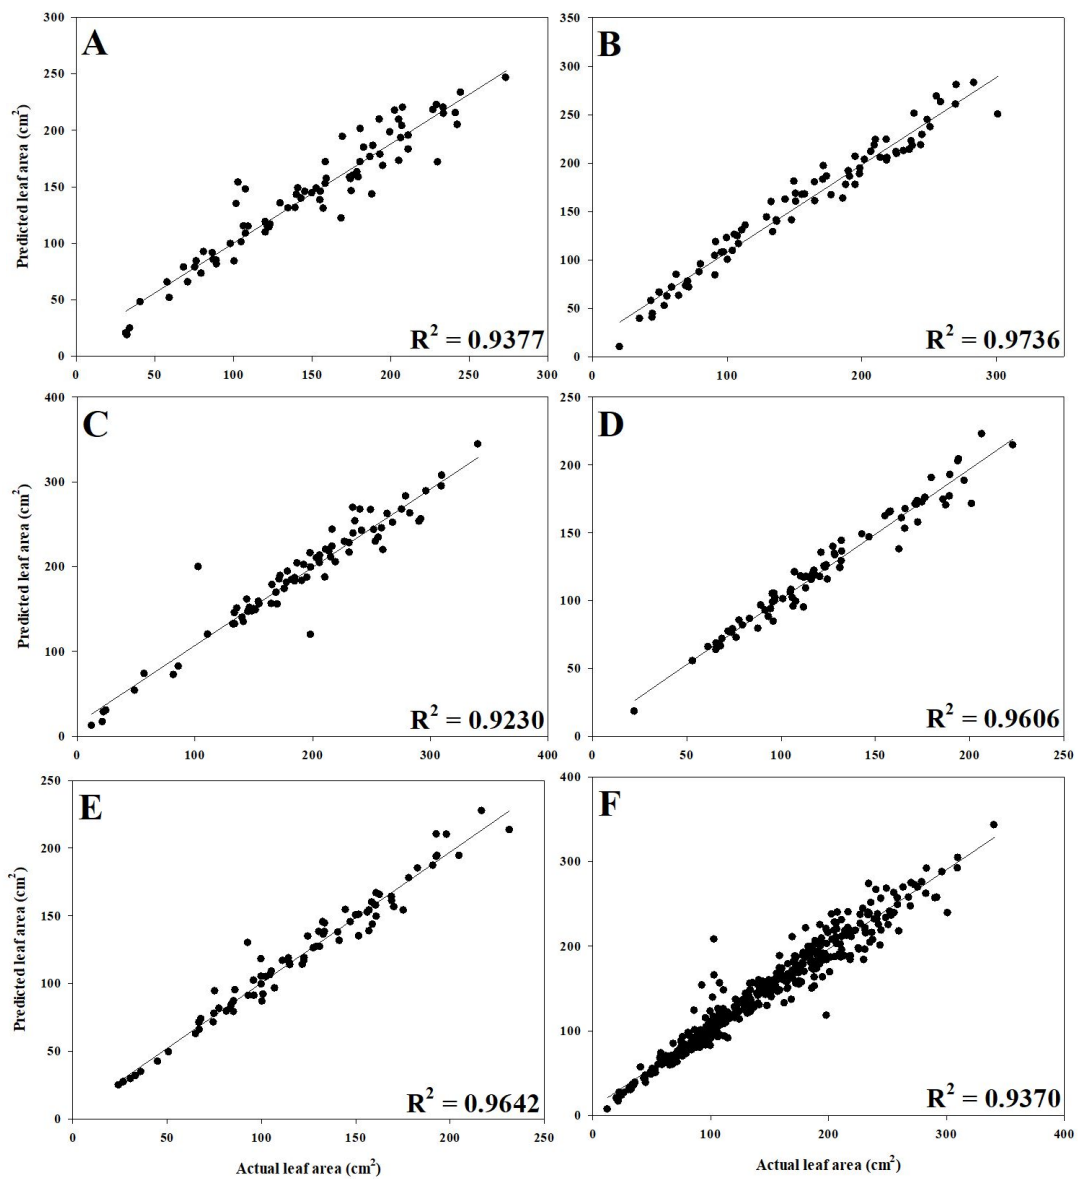 A
300
250
200
150
100
50
0
Predicted leaf area (cm²)
R² = 0.9377
0 50 100 150 200 250 300
B
350
300
250
200
150
100
50
0
R² = 0.9736
0 100 200 300
C
400
300
200
100
0
Predicted leaf area (cm²)
R² = 0.9230
0 100 200 300 400
D
250
200
150
100
50
0
R² = 0.9606
0 50 100 150 200 250
E
250
200
150
100
50
0
Predicted leaf area (cm²)
R² = 0.9642
0 50 100 150 200 250
Actual leaf area (cm²)
F
400
300
200
100
0
R² = 0.9370
0 100 200 300 400
Actual leaf area (cm²)